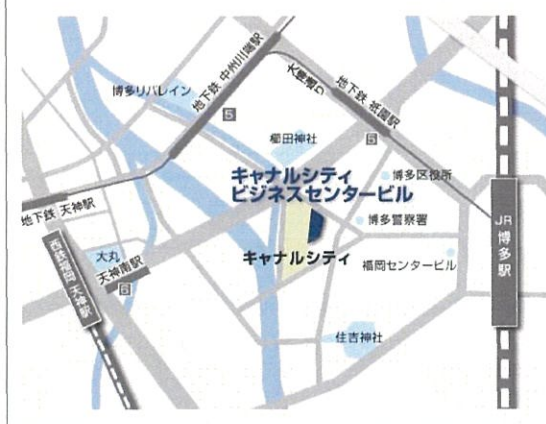 博多リバレイン
地下鉄 中州川端駅
5
大博通り
地下鉄 祇園駅
5
櫛田神社
キャナルシティ
ビジネスセンタービル
博多区役所
博多警察署
キャナルシティ
福岡センタービル
JR 博多駅
地下鉄 天神駅
西鉄福岡 天神駅
大丸
天神南駅
6
住吉神社